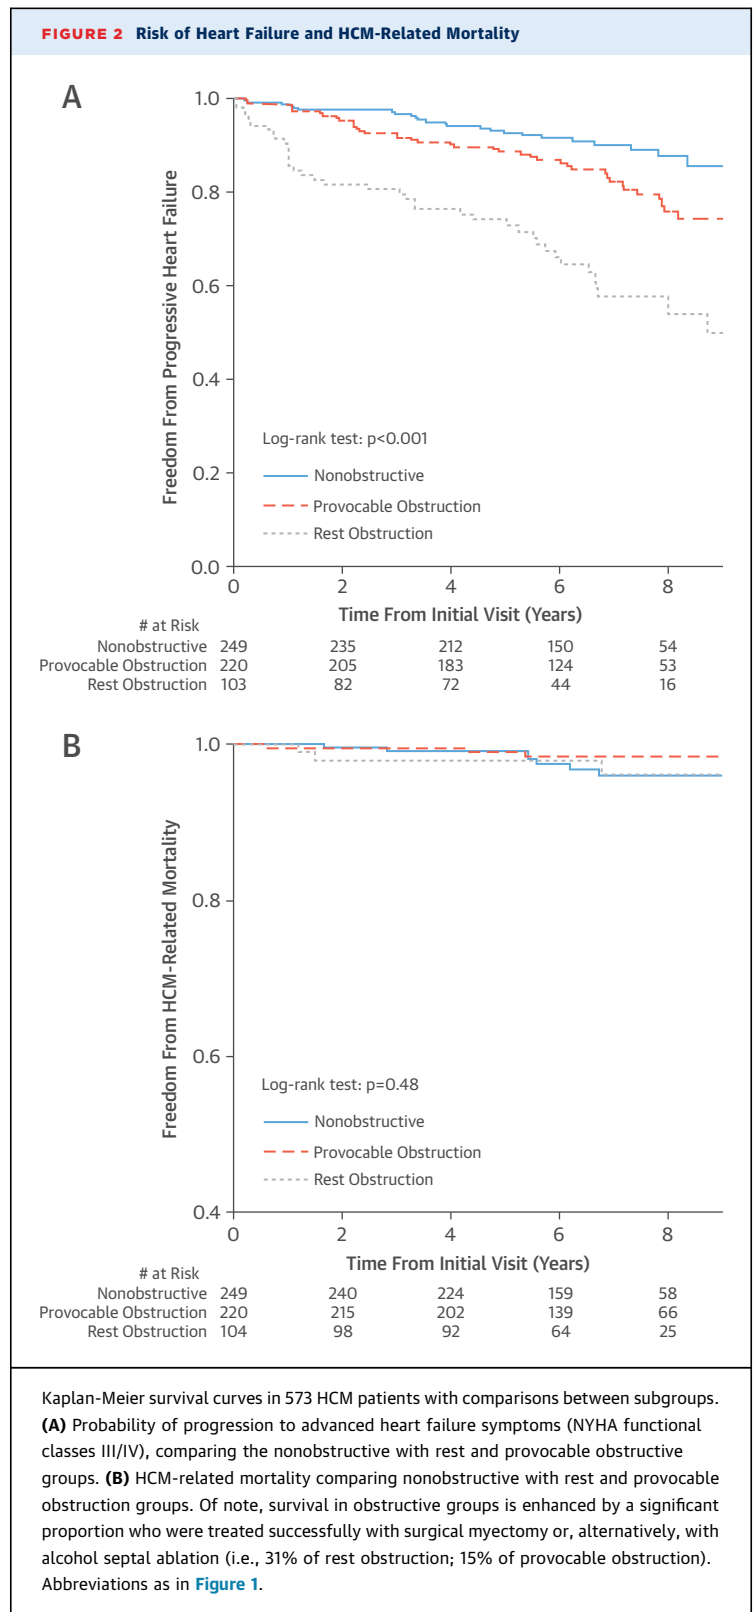 FIGURE 2 Risk of Heart Failure and HCM-Related Mortality
A
Freedom From Progressive Heart Failure
1.0
0.8
0.6
0.4
0.2
0.0
Log-rank test: p<0.001
Nonobstructive
Provocable Obstruction
Rest Obstruction
0 2 4 6 8
Time From Initial Visit (Years)
# at Risk
Nonobstructive 249 235 212 150 54
Provocable Obstruction 220 205 183 124 53
Rest Obstruction 103 82 72 44 16
B
Freedom From HCM-Related Mortality
1.0
0.8
0.6
0.4
Log-rank test: p=0.48
Nonobstructive
Provocable Obstruction
Rest Obstruction
0 2 4 6 8
Time From Initial Visit (Years)
# at Risk
Nonobstructive 249 240 224 159 58
Provocable Obstruction 220 215 202 139 66
Rest Obstruction 104 98 92 64 25
Kaplan-Meier survival curves in 573 HCM patients with comparisons between subgroups.
(A) Probability of progression to advanced heart failure symptoms (NYHA functional
classes III/IV), comparing the nonobstructive with rest and provocable obstructive
groups. (B) HCM-related mortality comparing nonobstructive with rest and provocable
obstruction groups. Of note, survival in obstructive groups is enhanced by a significant
proportion who were treated successfully with surgical myectomy or, alternatively, with
alcohol septal ablation (i.e., 31% of rest obstruction; 15% of provocable obstruction).
Abbreviations as in Figure 1.